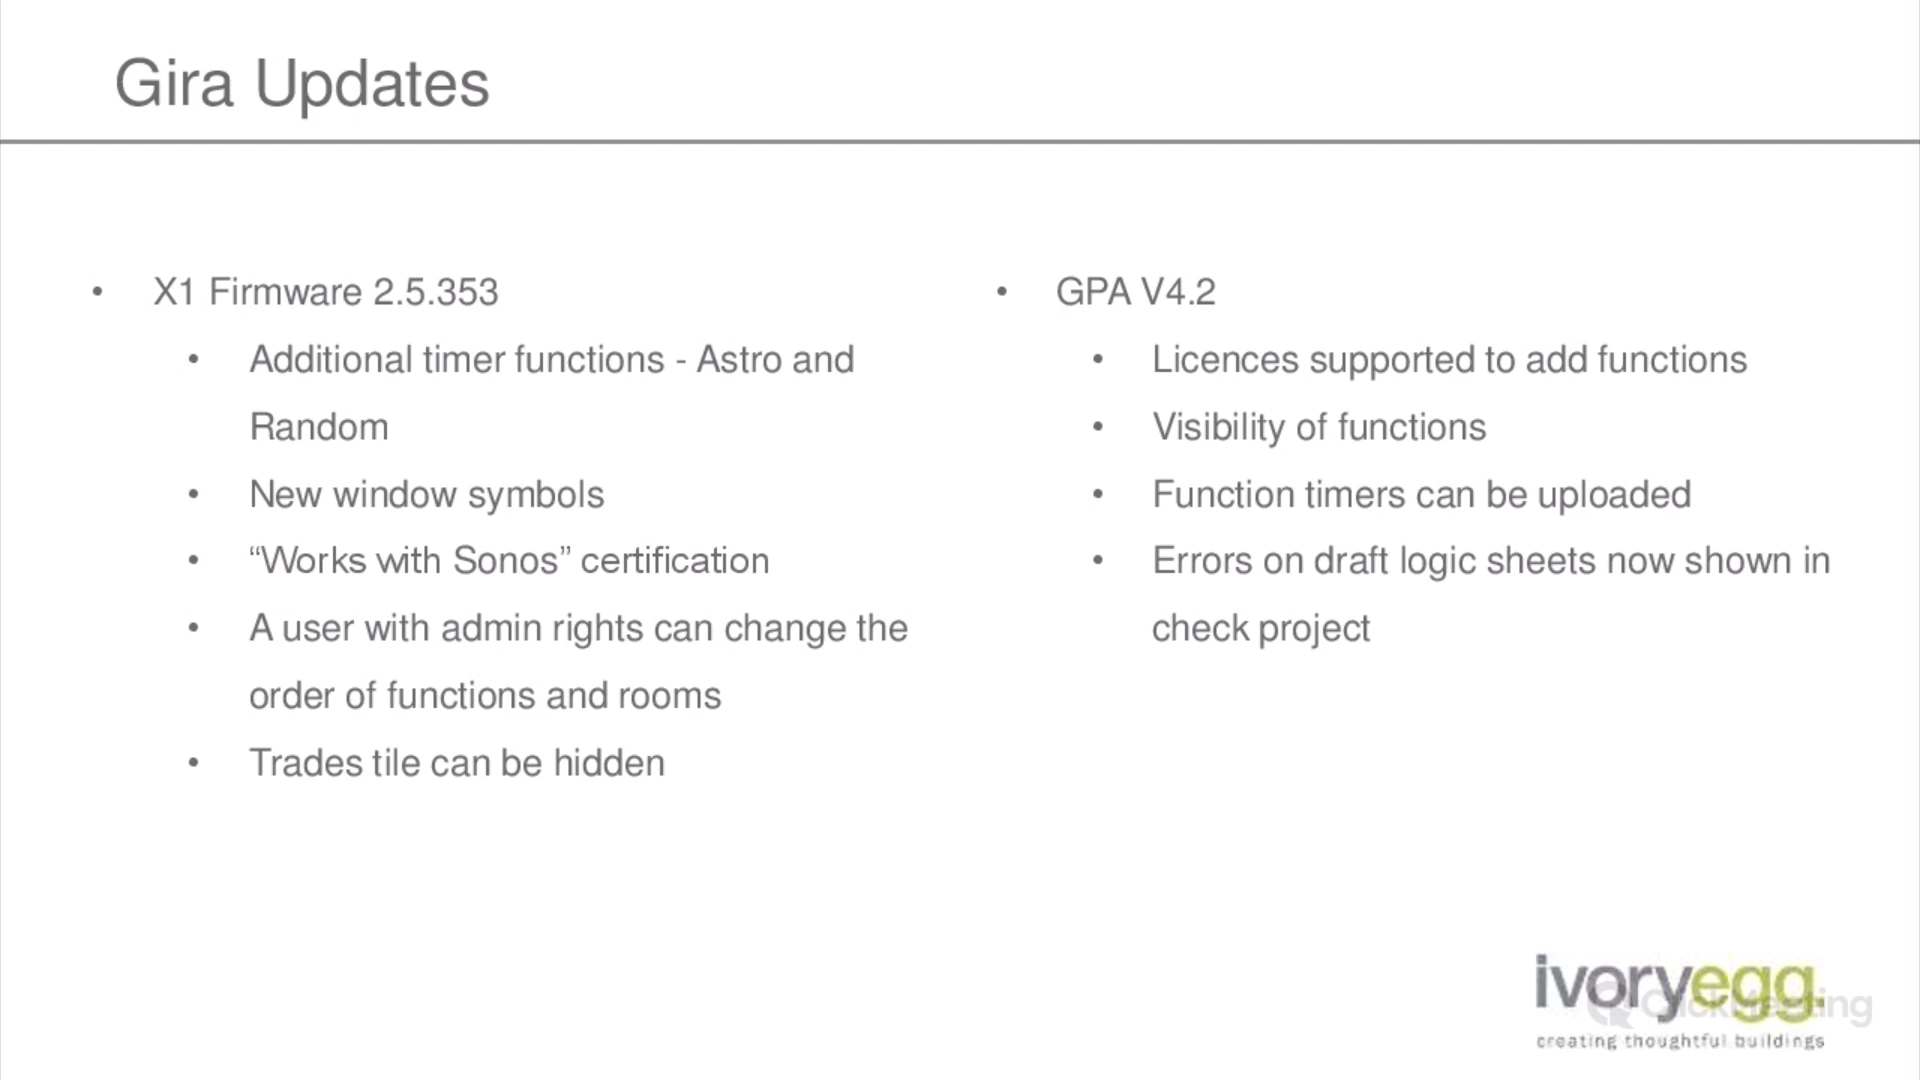 Gira Updates
• X1 Firmware 2.5.353
• Additional timer functions - Astro and
Random
• New window symbols
• “Works with Sonos” certification
• A user with admin rights can change the
order of functions and rooms
• Trades tile can be hidden
• GPA V4.2
• Licences supported to add functions
• Visibility of functions
• Function timers can be uploaded
• Errors on draft logic sheets now shown in
check project
ivoryegg.
ClickMeeting
creating thoughtful buildings